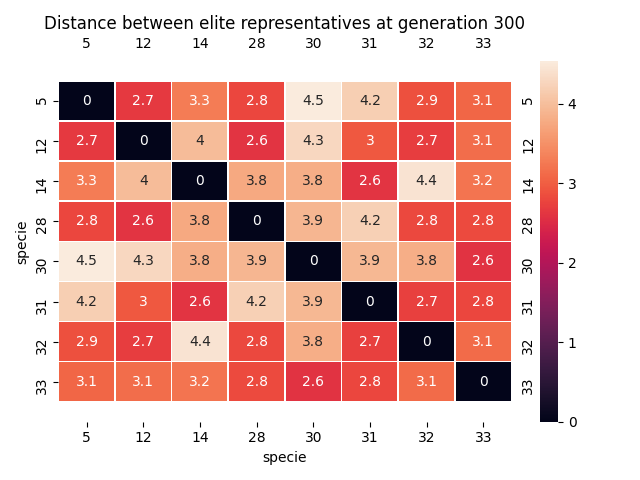 Distance between elite representatives at generation 300
5 12 14 28 30 31 32 33
5 0 2.7 3.3 2.8 4.5 4.2 2.9 3.1 5
12 2.7 0 4 2.6 4.3 3 2.7 3.1 12
14 3.3 4 0 3.8 3.8 2.6 4.4 3.2 14
28 2.8 2.6 3.8 0 3.9 4.2 2.8 2.8 28
30 4.5 4.3 3.8 3.9 0 3.9 3.8 2.6 30
31 4.2 3 2.6 4.2 3.9 0 2.7 2.8 31
32 2.9 2.7 4.4 2.8 3.8 2.7 0 3.1 32
33 3.1 3.1 3.2 2.8 2.6 2.8 3.1 0 33
5 12 14 28 30 31 32 33
specie
specie
4
3
2
1
0